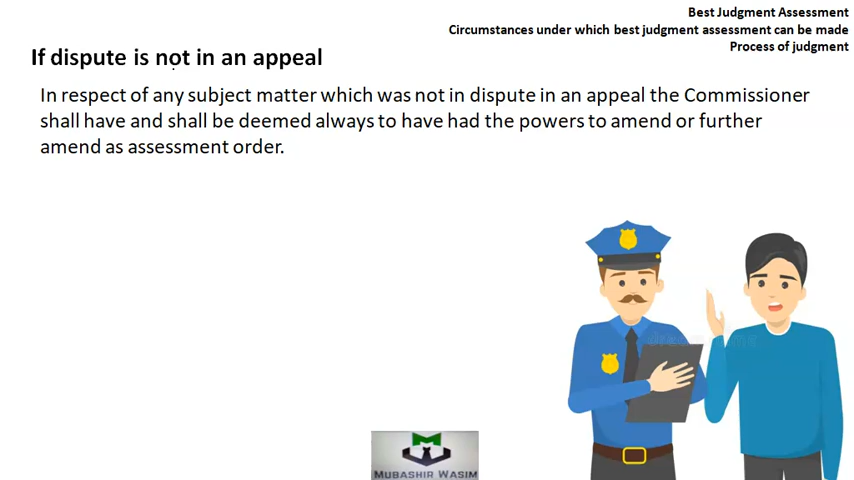 Best Judgment Assessment
Circumstances under which best judgment assessment can be made
Process of judgment
If dispute is not in an appeal
In respect of any subject matter which was not in dispute in an appeal the Commissioner
shall have and shall be deemed always to have had the powers to amend or further
amend as assessment order.
MUBASHIR WASIM